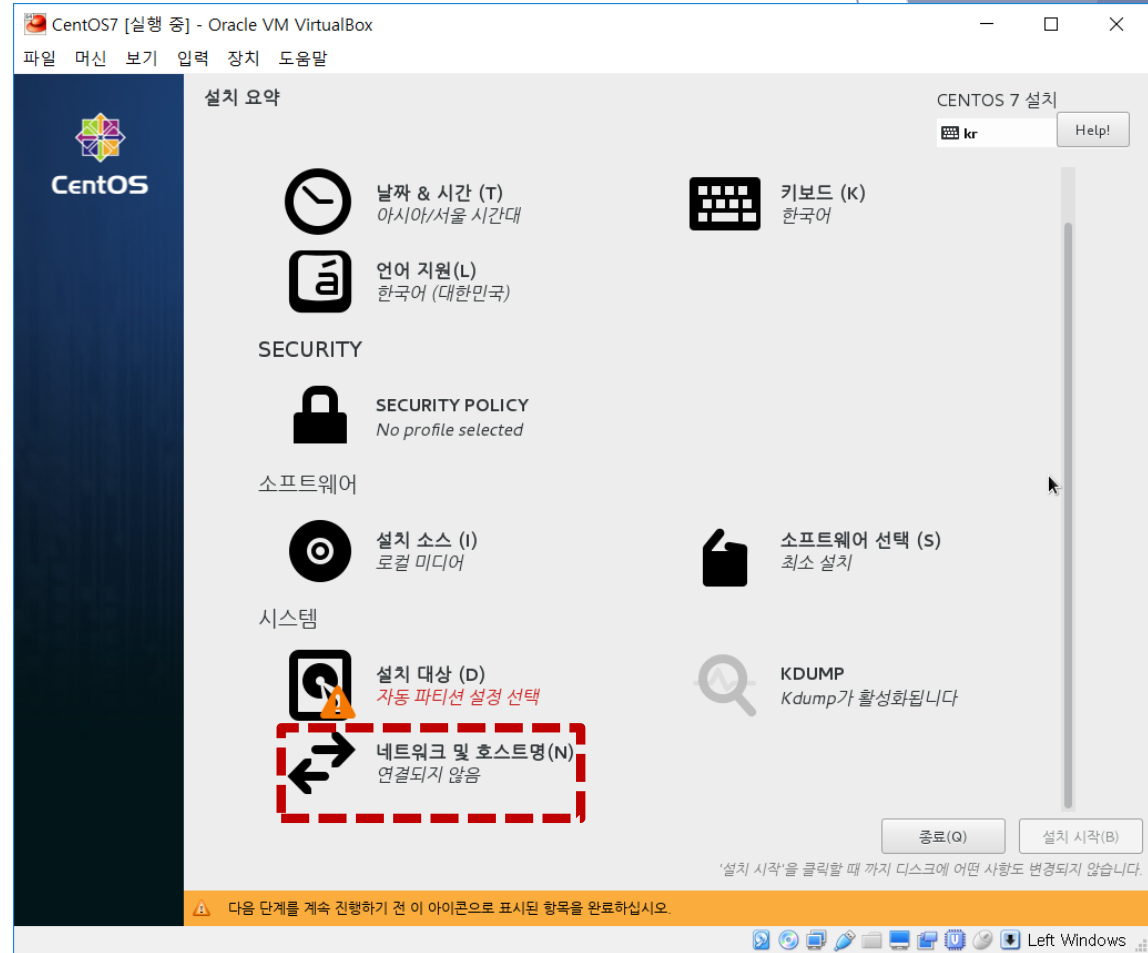 CentOS7 [실행 중] - Oracle VM VirtualBox
파일 머신 보기 입력 장치 도움말
설치 요약
CENTOS 7 설치
kr
Help!
CentOS
날짜 & 시간 (T)
아시아/서울 시간대
키보드 (K)
한국어
언어 지원(L)
한국어 (대한민국)
SECURITY
SECURITY POLICY
No profile selected
소프트웨어
설치 소스 (I)
로컬 미디어
소프트웨어 선택 (S)
최소 설치
시스템
설치 대상 (D)
자동 파티션 설정 선택
KDUMP
Kdump가 활성화됩니다
네트워크 및 호스트명(N)
연결되지 않음
종료(Q)
설치 시작(B)
'설치 시작'을 클릭할 때 까지 디스크에 어떤 사항도 변경되지 않습니다.
다음 단계를 계속 진행하기 전 이 아이콘으로 표시된 항목을 완료하십시오.
Left Windows